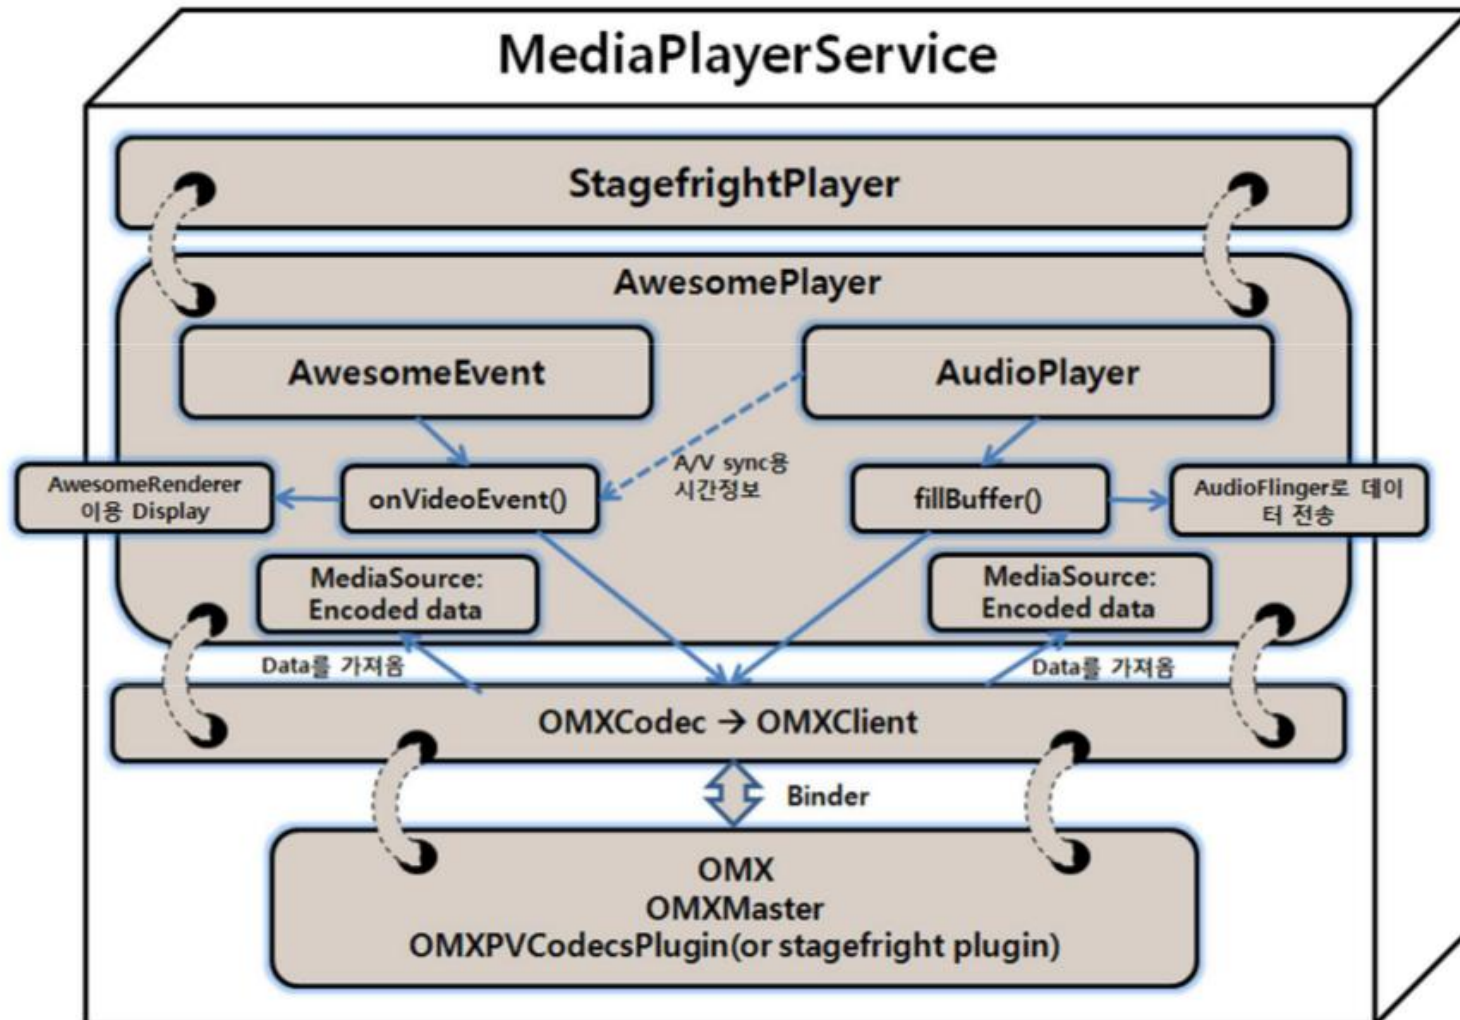 MediaPlayerService
StagefrightPlayer
AwesomePlayer
AwesomeEvent
AudioPlayer
A/V sync용
시간정보
AwesomeRenderer
이용 Display
onVideoEvent()
fillBuffer()
AudioFlinger로 데이
터 전송
MediaSource:
Encoded data
MediaSource:
Encoded data
Data를 가져옴
Data를 가져옴
OMXCodec → OMXClient
Binder
OMX
OMXMaster
OMXPVCodecsPlugin(or stagefright plugin)